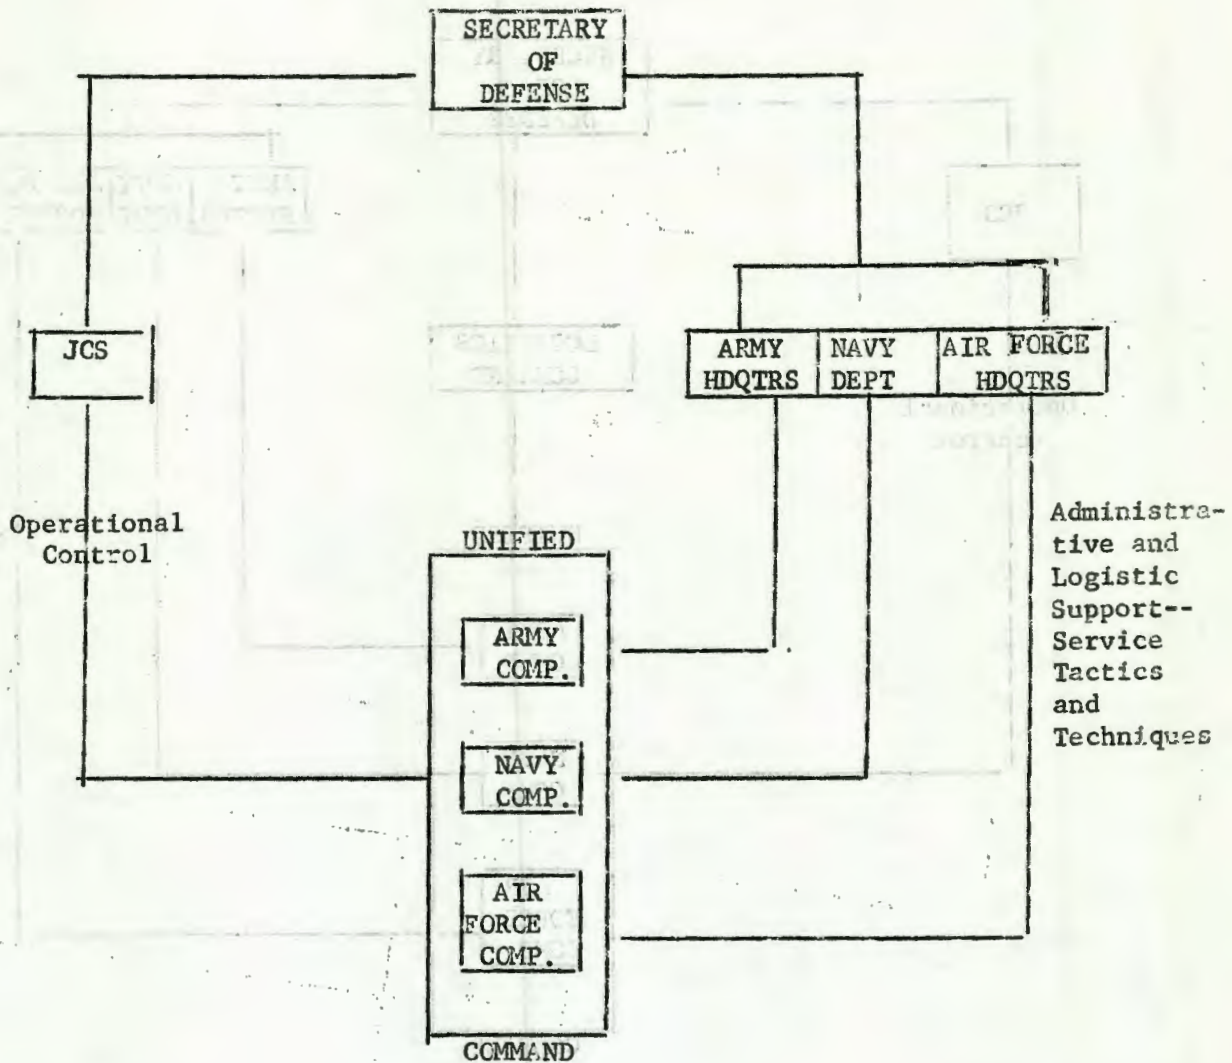 SECRETARY
OF
DEFENSE
JCS
ARMY
HDQTRS
NAVY
DEPT
AIR FORCE
HDQTRS
Operational
Control
Administra-
tive and
Logistic
Support--
Service
Tactics
and
Techniques
UNIFIED
ARMY
COMP.
NAVY
COMP.
AIR
FORCE
COMP.
COMMAND